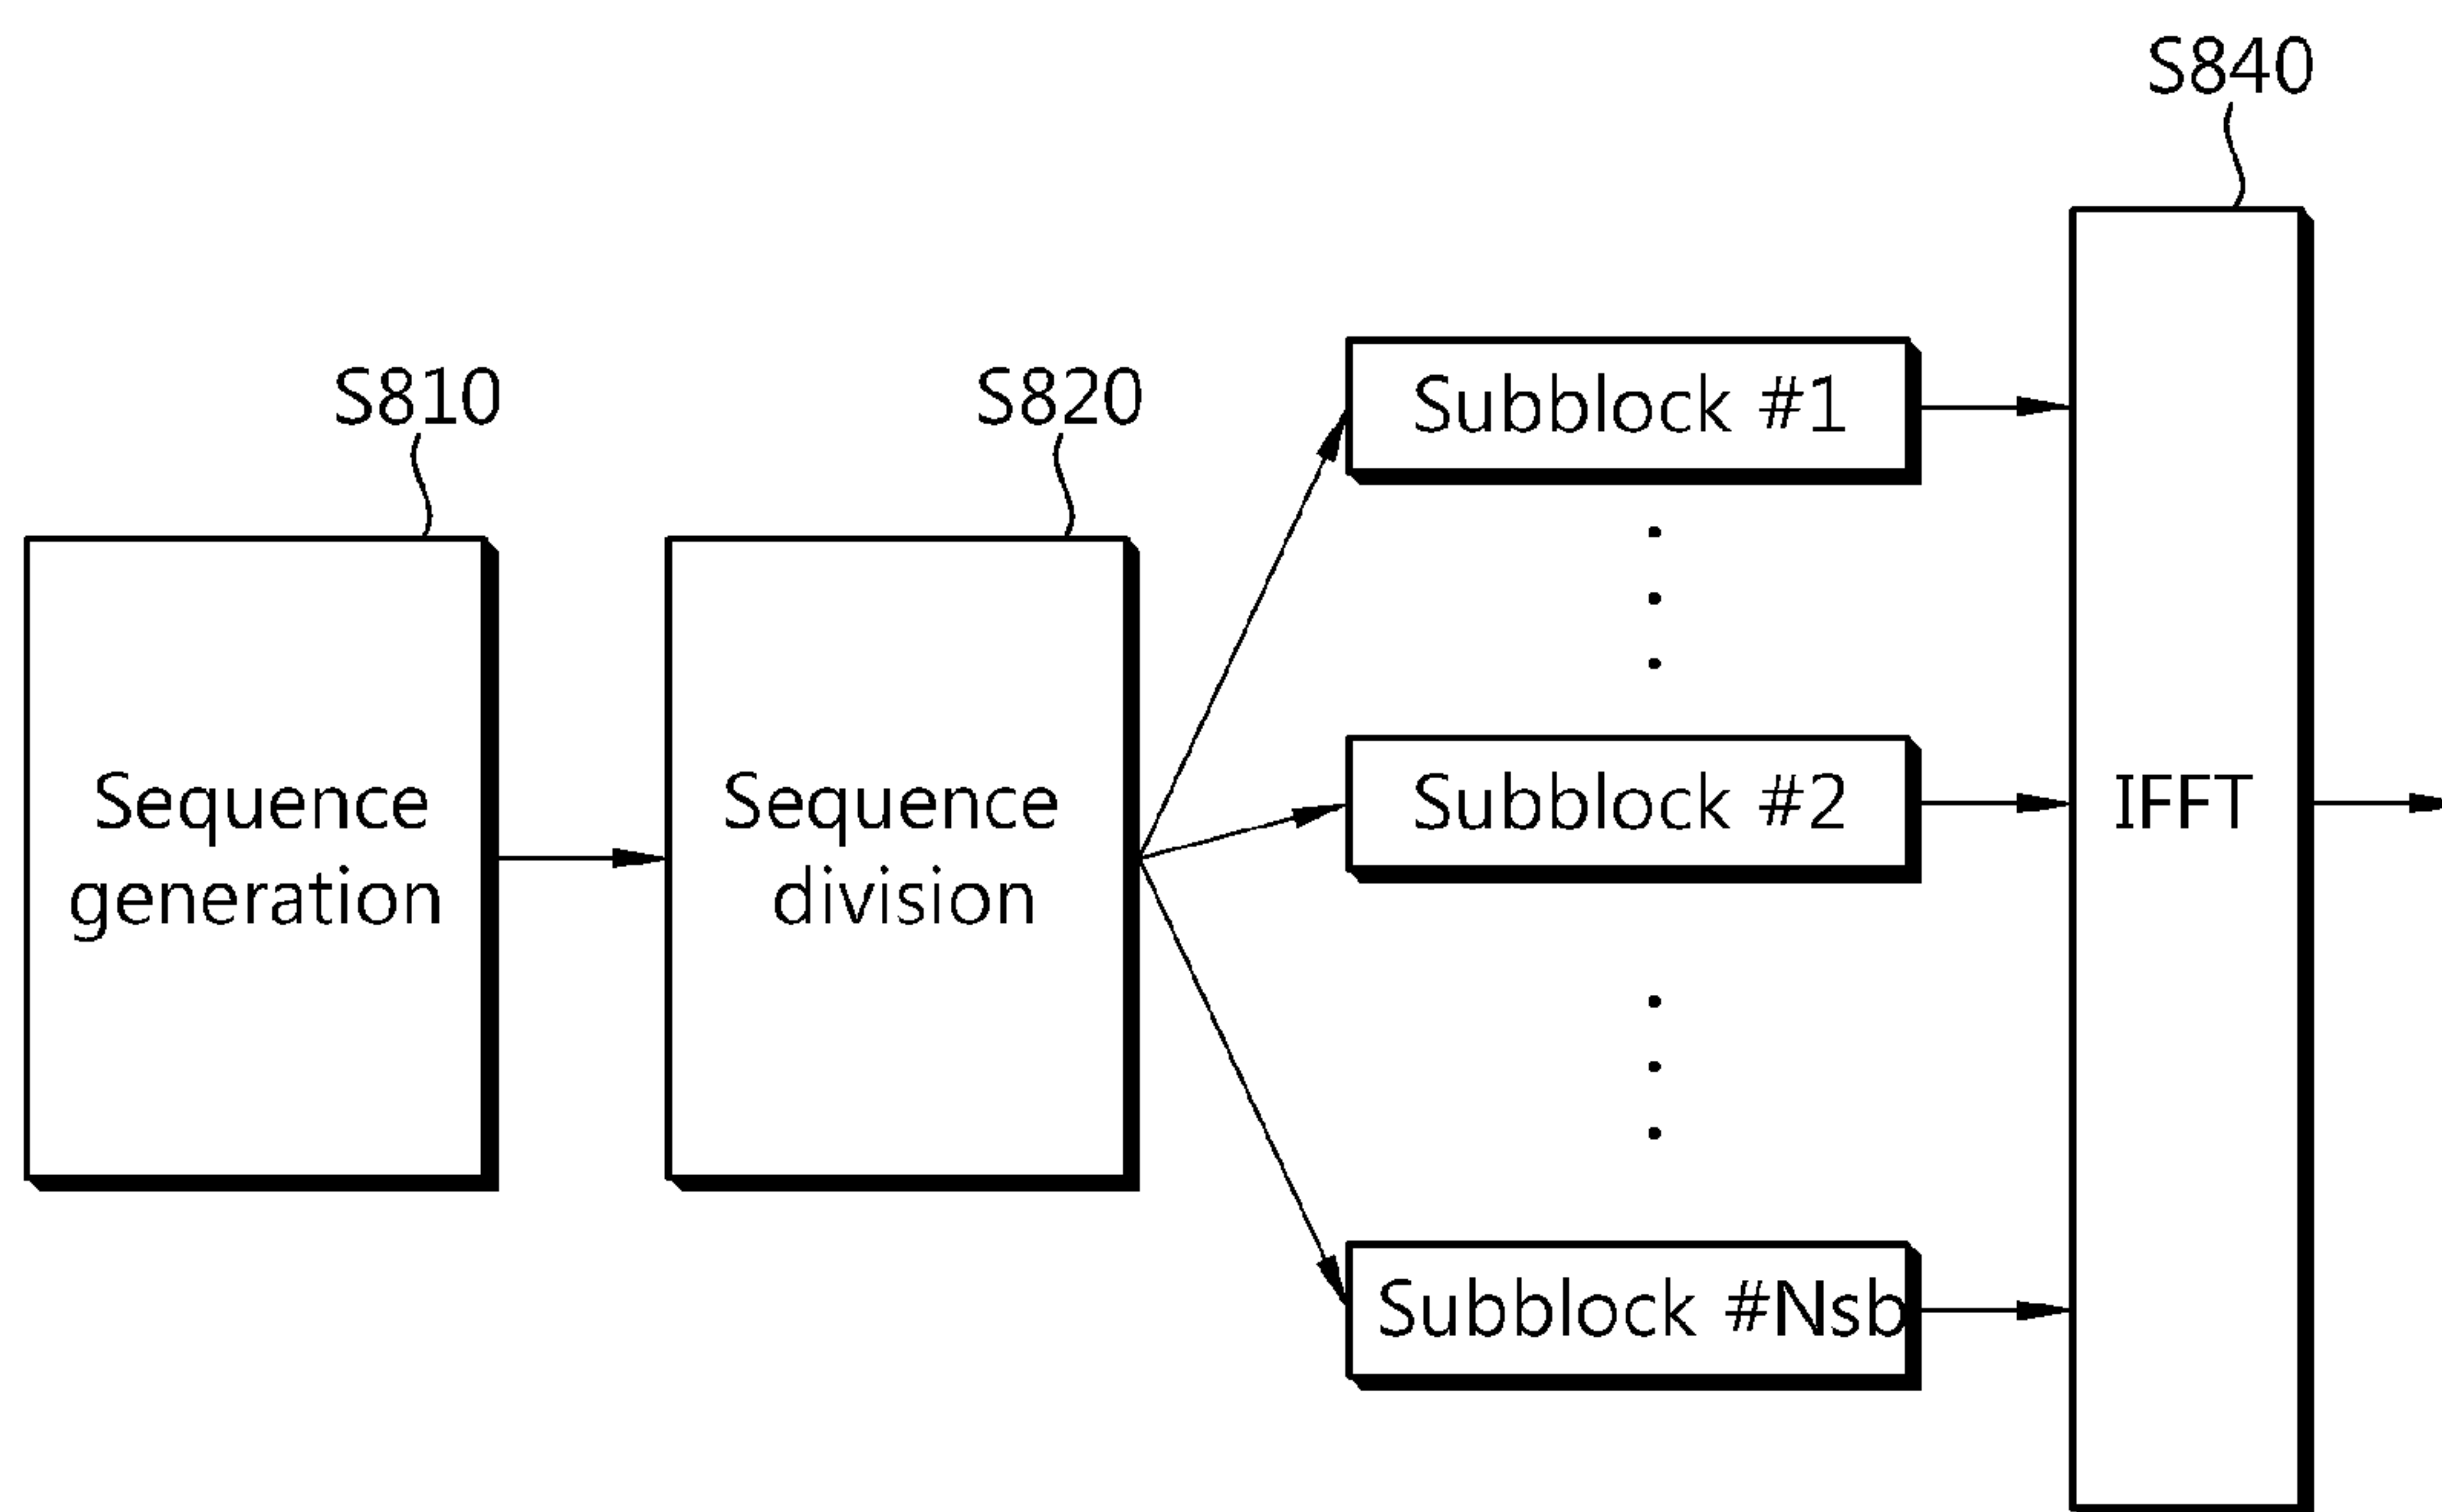 S840
S810
S820
Subblock #1
Sequence
generation
Sequence
division
Subblock #2
IFFT
Subblock #Nsb